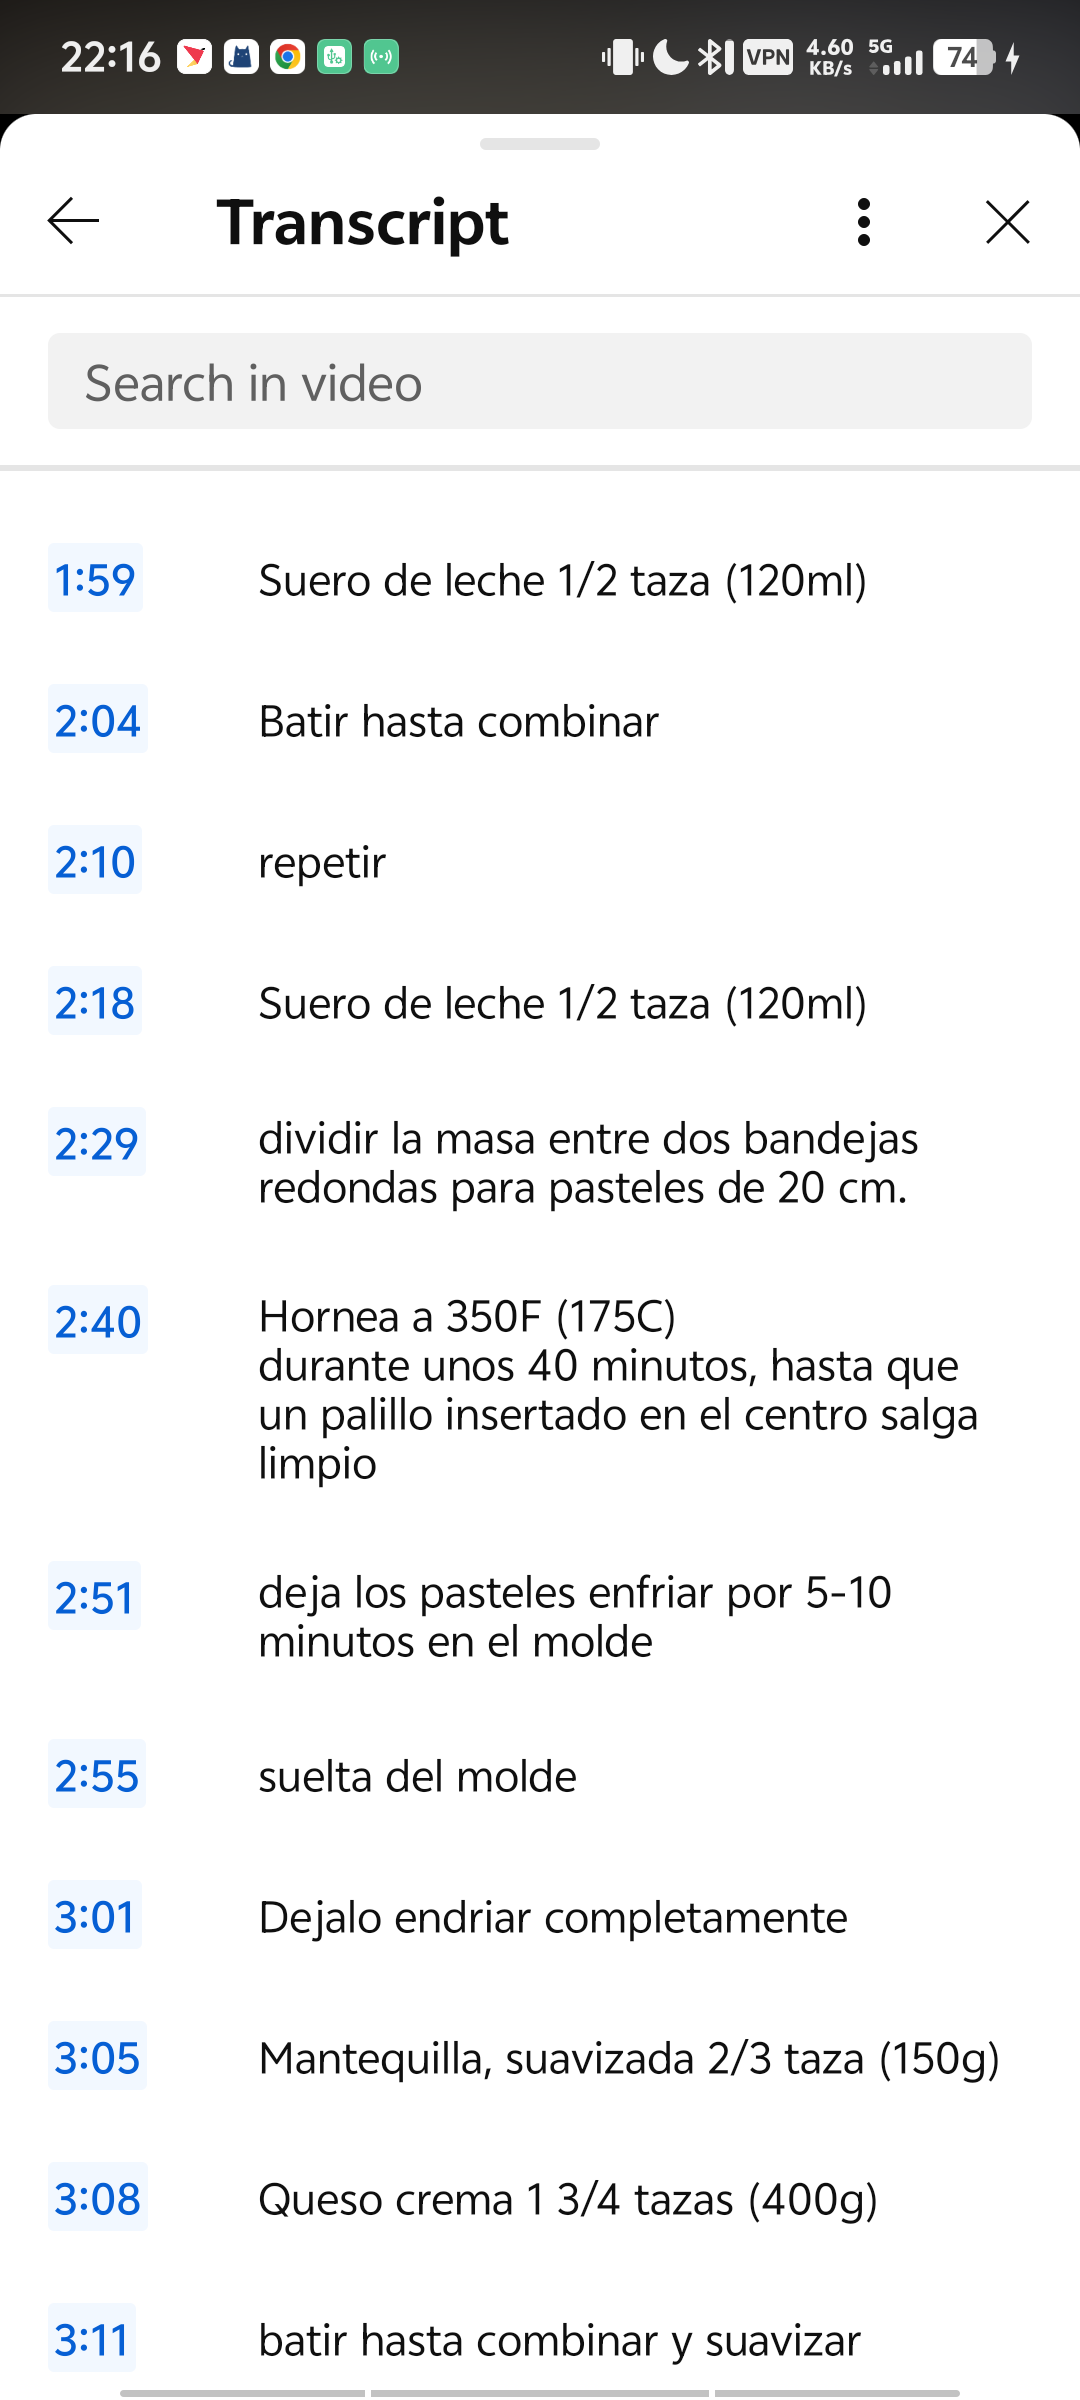 22:16
VPN
4.60
KB/s
5G
74
Transcript
Search in video
1:59
Suero de leche 1/2 taza (120ml)
2:04
Batir hasta combinar
2:10
repetir
2:18
Suero de leche 1/2 taza (120ml)
2:29
dividir la masa entre dos bandejas
redondas para pasteles de 20 cm.
2:40
Hornea a 350F (175C)
durante unos 40 minutos, hasta que
un palillo insertado en el centro salga
limpio
2:51
deja los pasteles enfriar por 5-10
minutos en el molde
2:55
suelta del molde
3:01
Dejalo endriar completamente
3:05
Mantequilla, suavizada 2/3 taza (150g)
3:08
Queso crema 1 3/4 tazas (400g)
3:11
batir hasta combinar y suavizar